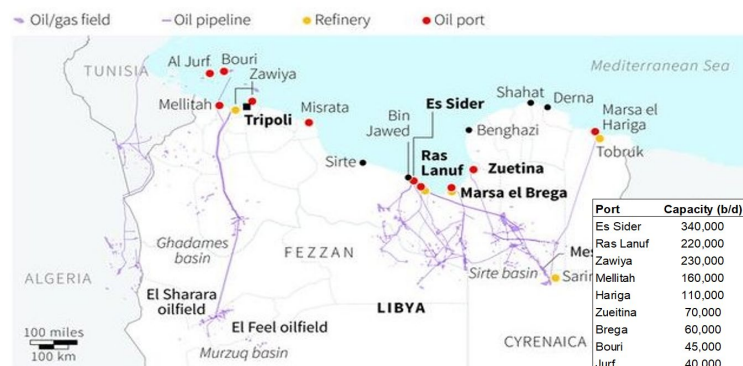 Oil/gas field
Oil pipeline
Refinery
Oil port
TUNISIA
Al Jurf
Bouri
Zawiya
Mellitah
Tripoli
Misrata
Sirte
Bin
Jawed
Es Sider
Ras
Lanuf
Benghazi
Shahat
Derna
Mediterranean Sea
Marsa el
Hariga
Tobruk
Zuetina
Marsa el Brega
Ghadames
basin
FEZZAN
Sirte basin
ALGERIA
El Sharara
oilfield
El Feel oilfield
LIBYA
CYRENAICA
Murzuq basin
100 miles
100 km
Port Capacity (b/d)
Es Sider 340,000
Ras Lanuf 220,000
Zawiya 230,000
Mellitah 160,000
Hariga 110,000
Zueitina 70,000
Brega 60,000
Bouri 45,000
Jurf 40,000